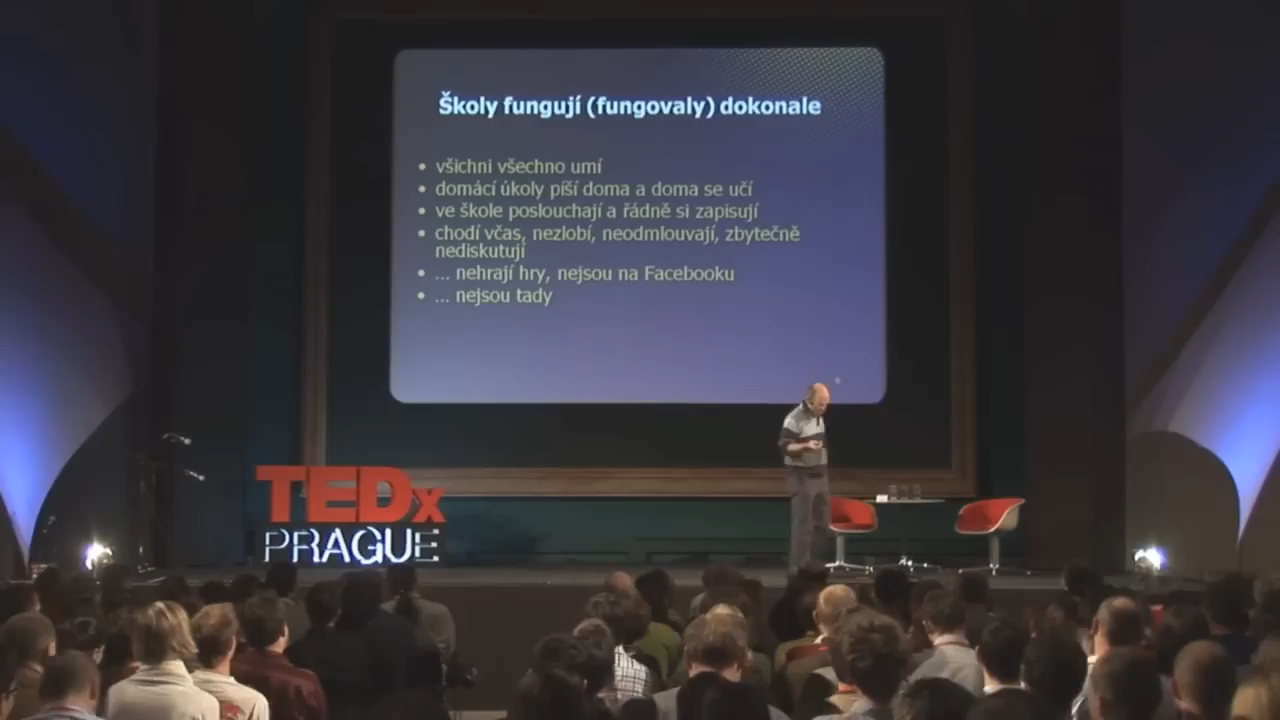 Školy fungují (fungovaly) dokonale
• všichni všechno umí
• domácí úkoly píší doma a doma se učí
• ve škole poslouchají a řádně si zapisují
• chodí včas, nezlobí, neodmlouvají, zbytečně
nediskutují
• ... nehrají hry, nejsou na Facebooku
• ... nejsou tady
TEDx
PRAGUE